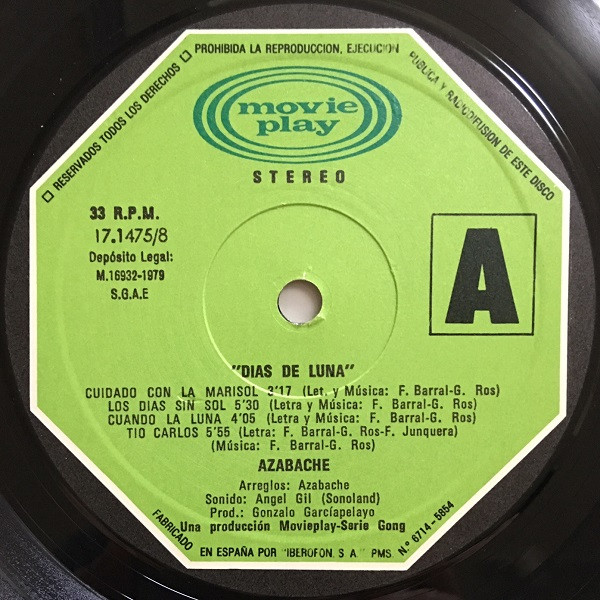 □ RESERVADOS TODOS LOS DERECHOS □ PROHIBIDA LA REPRODUCCION, EJECUCION PUBLICA Y RADIODIFUSION DE ESTE DISCO
movie
play
STEREO
33 R.P.M.
17.1475/8
Depósito Legal:
M.16932-1979
S.G.A.E
A
"DIAS DE LUNA"
CUIDADO CON LA MARISOL 3'17 (Let. y Música: F. Barral-G. Ros)
LOS DIAS SIN SOL 5'30 (Letra y Música: F. Barral-G. Ros)
CUANDO LA LUNA 4'05 (Letra y Música: F. Barral-G. Ros)
TIO CARLOS 5'55 (Letra: F. Barral-G. Ros-F. Junquera)
(Música: F. Barral-G. Ros)
AZABACHE
Arreglos: Azabache
Sonido: Angel Gil (Sonoland)
Prod.: Gonzalo Garcíapelayo
Una producción Movieplay-Serie Gong
FABRICADO EN ESPAÑA POR "IBEROFON, S. A." PMS. N.º 6714-5854